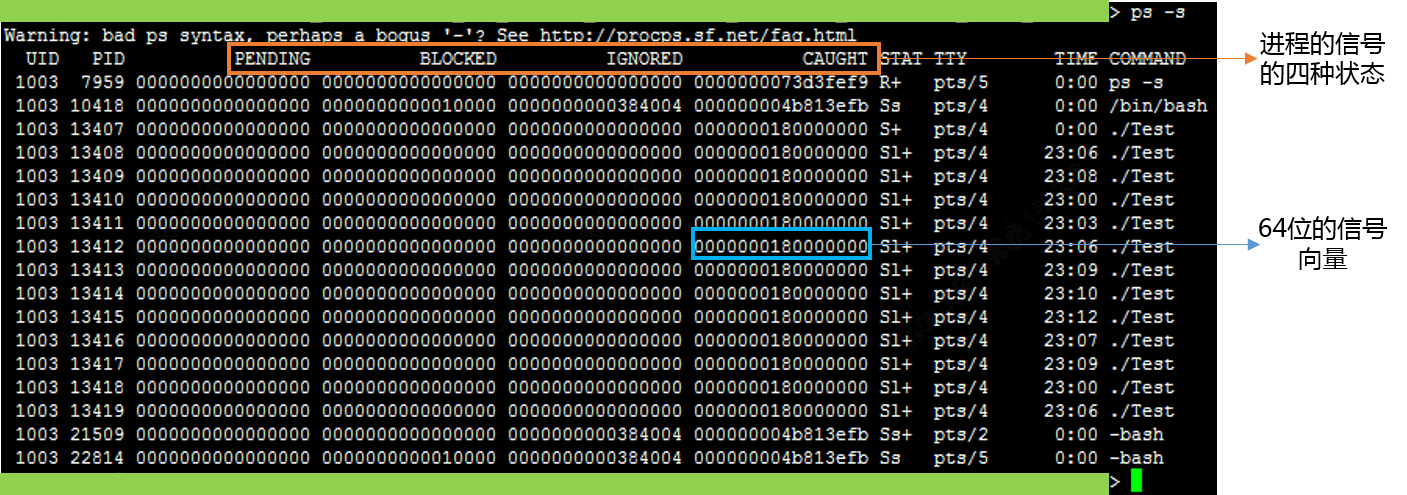 > ps -s
Warning: bad ps syntax, perhaps a bogus '-'? See http://procps.sf.net/faq.html
UID PID PENDING BLOCKED IGNORED CAUGHT STAT TTY TIME COMMAND
1003 7959 0000000000000000 0000000000000000 0000000000000000 0000000073d3fef9 R+ pts/5 0:00 ps -s
1003 10418 0000000000000000 0000000000010000 0000000000384004 000000004b813efb Ss pts/4 0:00 /bin/bash
1003 13407 0000000000000000 0000000000000000 0000000000000000 0000000180000000 S+ pts/4 0:00 ./Test
1003 13408 0000000000000000 0000000000000000 0000000000000000 0000000180000000 Sl+ pts/4 23:06 ./Test
1003 13409 0000000000000000 0000000000000000 0000000000000000 0000000180000000 Sl+ pts/4 23:08 ./Test
1003 13410 0000000000000000 0000000000000000 0000000000000000 0000000180000000 Sl+ pts/4 23:00 ./Test
1003 13411 0000000000000000 0000000000000000 0000000000000000 0000000180000000 Sl+ pts/4 23:03 ./Test
1003 13412 0000000000000000 0000000000000000 0000000000000000 0000000180000000 Sl+ pts/4 23:06 ./Test
1003 13413 0000000000000000 0000000000000000 0000000000000000 0000000180000000 Sl+ pts/4 23:09 ./Test
1003 13414 0000000000000000 0000000000000000 0000000000000000 0000000180000000 Sl+ pts/4 23:10 ./Test
1003 13415 0000000000000000 0000000000000000 0000000000000000 0000000180000000 Sl+ pts/4 23:12 ./Test
1003 13416 0000000000000000 0000000000000000 0000000000000000 0000000180000000 Sl+ pts/4 23:07 ./Test
1003 13417 0000000000000000 0000000000000000 0000000000000000 0000000180000000 Sl+ pts/4 23:09 ./Test
1003 13418 0000000000000000 0000000000000000 0000000000000000 0000000180000000 Sl+ pts/4 23:00 ./Test
1003 13419 0000000000000000 0000000000000000 0000000000000000 0000000180000000 Sl+ pts/4 23:06 ./Test
1003 21509 0000000000000000 0000000000000000 0000000000384004 000000004b813efb Ss+ pts/2 0:00 -bash
1003 22814 0000000000000000 0000000000010000 0000000000384004 000000004b813efb Ss pts/5 0:00 -bash
>
进程的信号
的四种状态
64位的信号
向量